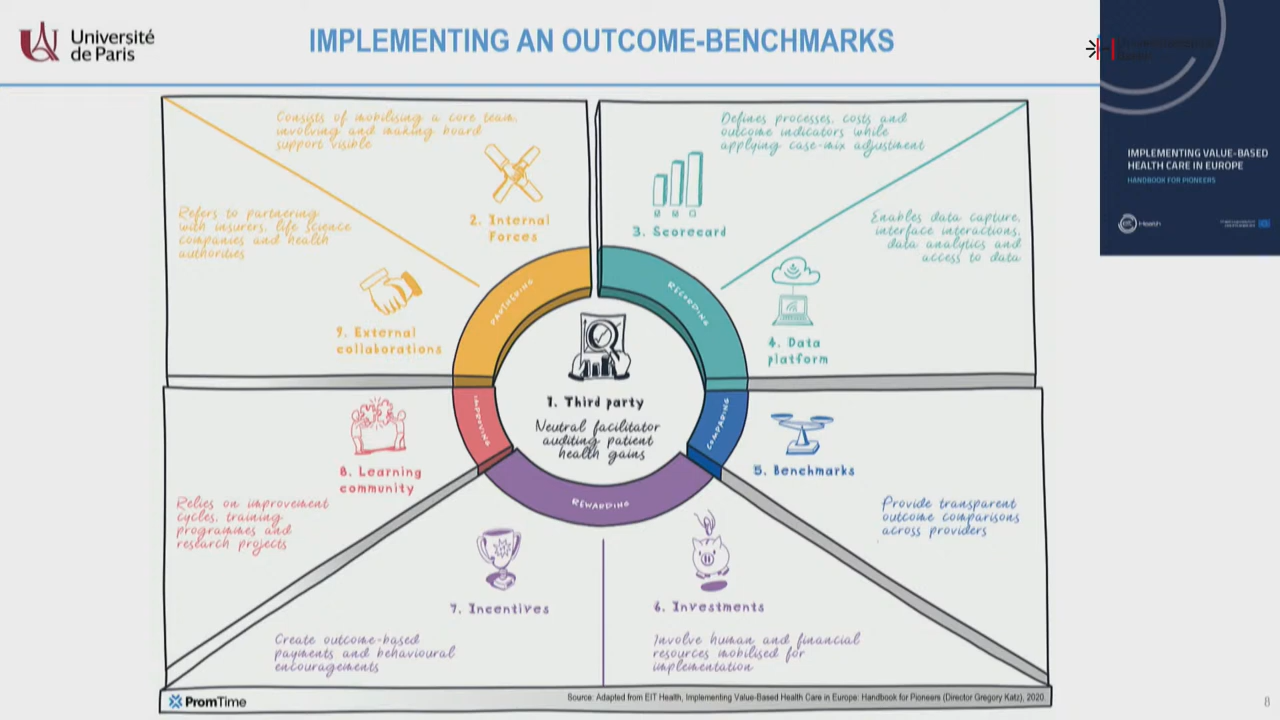 Université
de Paris
IMPLEMENTING AN OUTCOME-BENCHMARKS
IMPLEMENTING VALUE-BASED
HEALTH CARE IN EUROPE
HANDBOOK FOR PIONEERS
Health
Consists of mobilising a core team,
involving and making board
support visible
2. Internal
Forces
Defines processes, costs and
outcome indicators while
applying case-mix adjustment
3. Scorecard
Refers to partnering
with insurers, life science
companies and health
authorities
9. External
collaborations
Enables data capture,
interface interactions,
data analytics and
access to data
4. Data
platform
PARTNERING
RECORDING
COMPARING
REWARDING
IMPROVING
1. Third party
Neutral facilitator
auditing patient
health gains
8. Learning
community
Relies on improvement
cycles, training
programmes and
research projects
5. Benchmarks
Provide transparent
outcome comparisons
across providers
7. Incentives
Create outcome-based
payments and behavioural
encouragements
6. Investments
Involve human and financial
resources mobilised for
implementation
PromTime
Source: Adapted from EIT Health, Implementing Value-Based Health Care in Europe: Handbook for Pioneers (Director Gregory Katz), 2020.
8